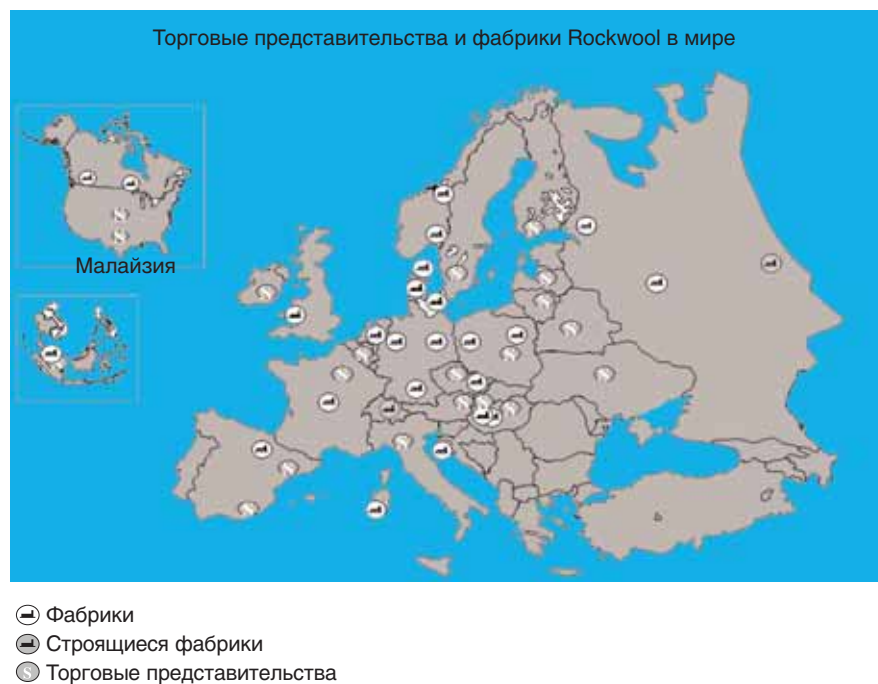 Торговые представительства и фабрики Rockwool в мире
Малайзия
Фабрики
Строящиеся фабрики
S Торговые представительства